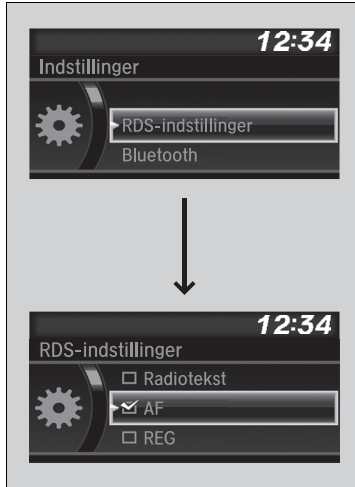 12:34
Indstillinger
RDS-indstillinger
Bluetooth
12:34
RDS-indstillinger
Radiotekst
AF
REG